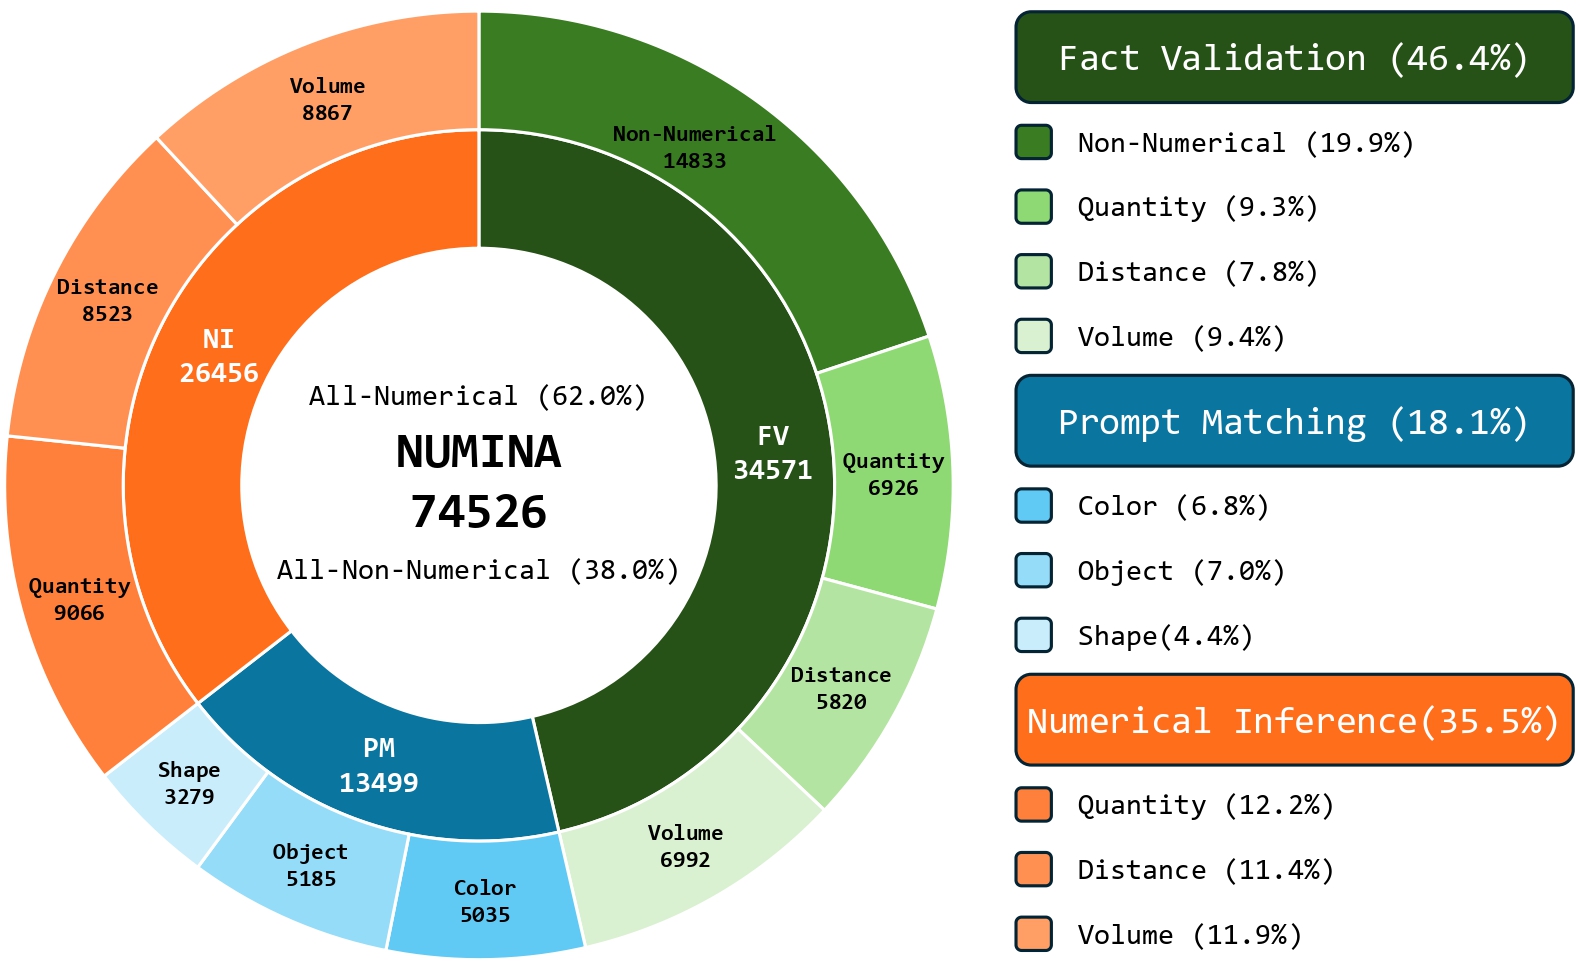 Volume
8867
Non-Numerical
14833
Distance
8523
NI
26456
FV
34571
Quantity
6926
All-Numerical (62.0%)
NUMINA
74526
All-Non-Numerical (38.0%)
Quantity
9066
Distance
5820
PM
13499
Shape
3279
Object
5185
Color
5035
Volume
6992
Fact Validation (46.4%)
Non-Numerical (19.9%)
Quantity (9.3%)
Distance (7.8%)
Volume (9.4%)
Prompt Matching (18.1%)
Color (6.8%)
Object (7.0%)
Shape(4.4%)
Numerical Inference(35.5%)
Quantity (12.2%)
Distance (11.4%)
Volume (11.9%)